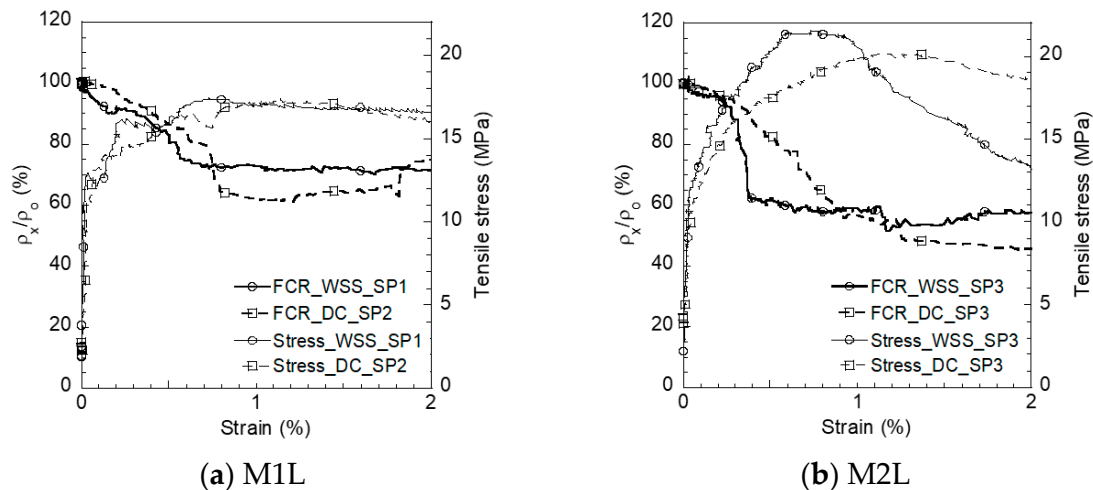 120
100
80
60
40
20
0
ρx/ρo (%)
20
15
10
5
0
Tensile stress (MPa)
FCR_WSS_SP1
FCR_DC_SP2
Stress_WSS_SP1
Stress_DC_SP2
0 1 2
Strain (%)
(a) M1L
120
100
80
60
40
20
0
ρx/ρo (%)
20
15
10
5
0
Tensile stress (MPa)
FCR_WSS_SP3
FCR_DC_SP3
Stress_WSS_SP3
Stress_DC_SP3
0 1 2
Strain (%)
(b) M2L